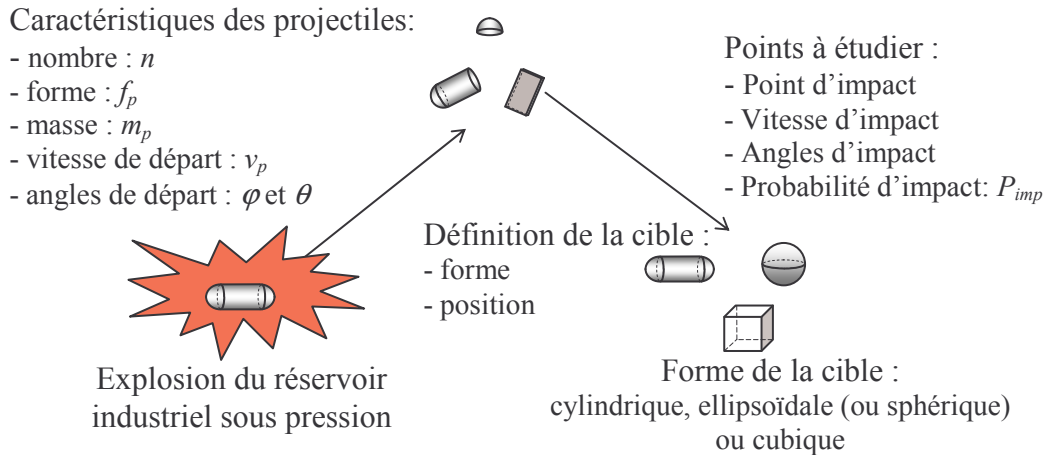 Caractéristiques des projectiles:
- nombre : n
- forme : fp
- masse : mp
- vitesse de départ : vp
- angles de départ : φ et θ
Points à étudier :
- Point d'impact
- Vitesse d'impact
- Angles d'impact
- Probabilité d'impact: Pimp
Définition de la cible :
- forme
- position
Explosion du réservoir
industriel sous pression
Forme de la cible :
cylindrique, ellipsoïdale (ou sphérique)
ou cubique